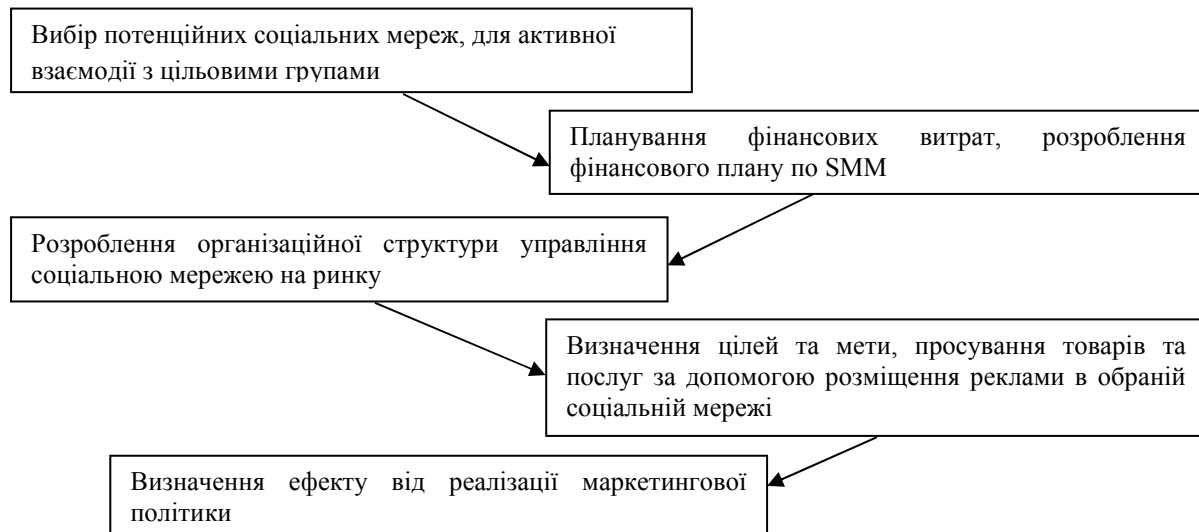 Вибір потенційних соціальних мереж, для активної
взаємодії з цільовими групами
Планування фінансових витрат, розроблення
фінансового плану по SMM
Розроблення організаційної структури управління
соціальною мережею на ринку
Визначення цілей та мети, просування товарів та
послуг за допомогою розміщення реклами в обраній
соціальній мережі
Визначення ефекту від реалізації маркетингової
політики